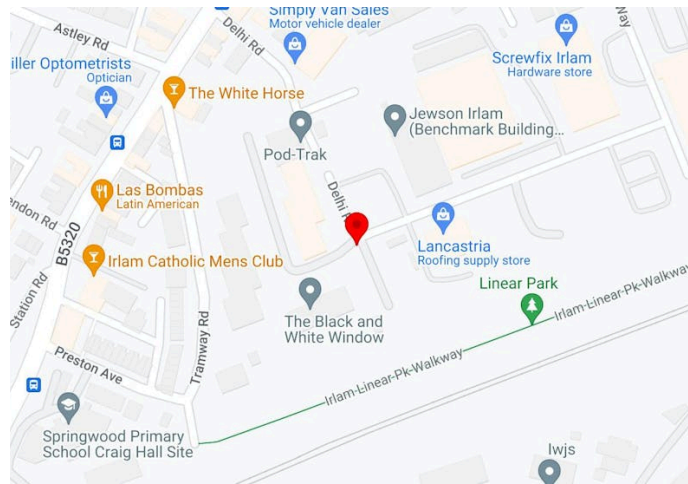 Simply Van Sales
Motor vehicle dealer
Delhi Rd
Way
Astley Rd
iller Optometrists
Optician
Screwfix Irlam
Hardware store
The White Horse
Jewson Irlam
(Benchmark Building...
Pod-Trak
Delhi R
Las Bombas
Latin American
endon Rd
B5320
Lancastria
Roofing supply store
Irlam Catholic Mens Club
Linear Park
Station Rd
Irlam-Linear-Pk-Walkway
The Black and
White Window
Tramway Rd
Preston Ave
Irlam-Linear-Pk-Walkway
Springwood Primary
School Craig Hall Site
Iwjs